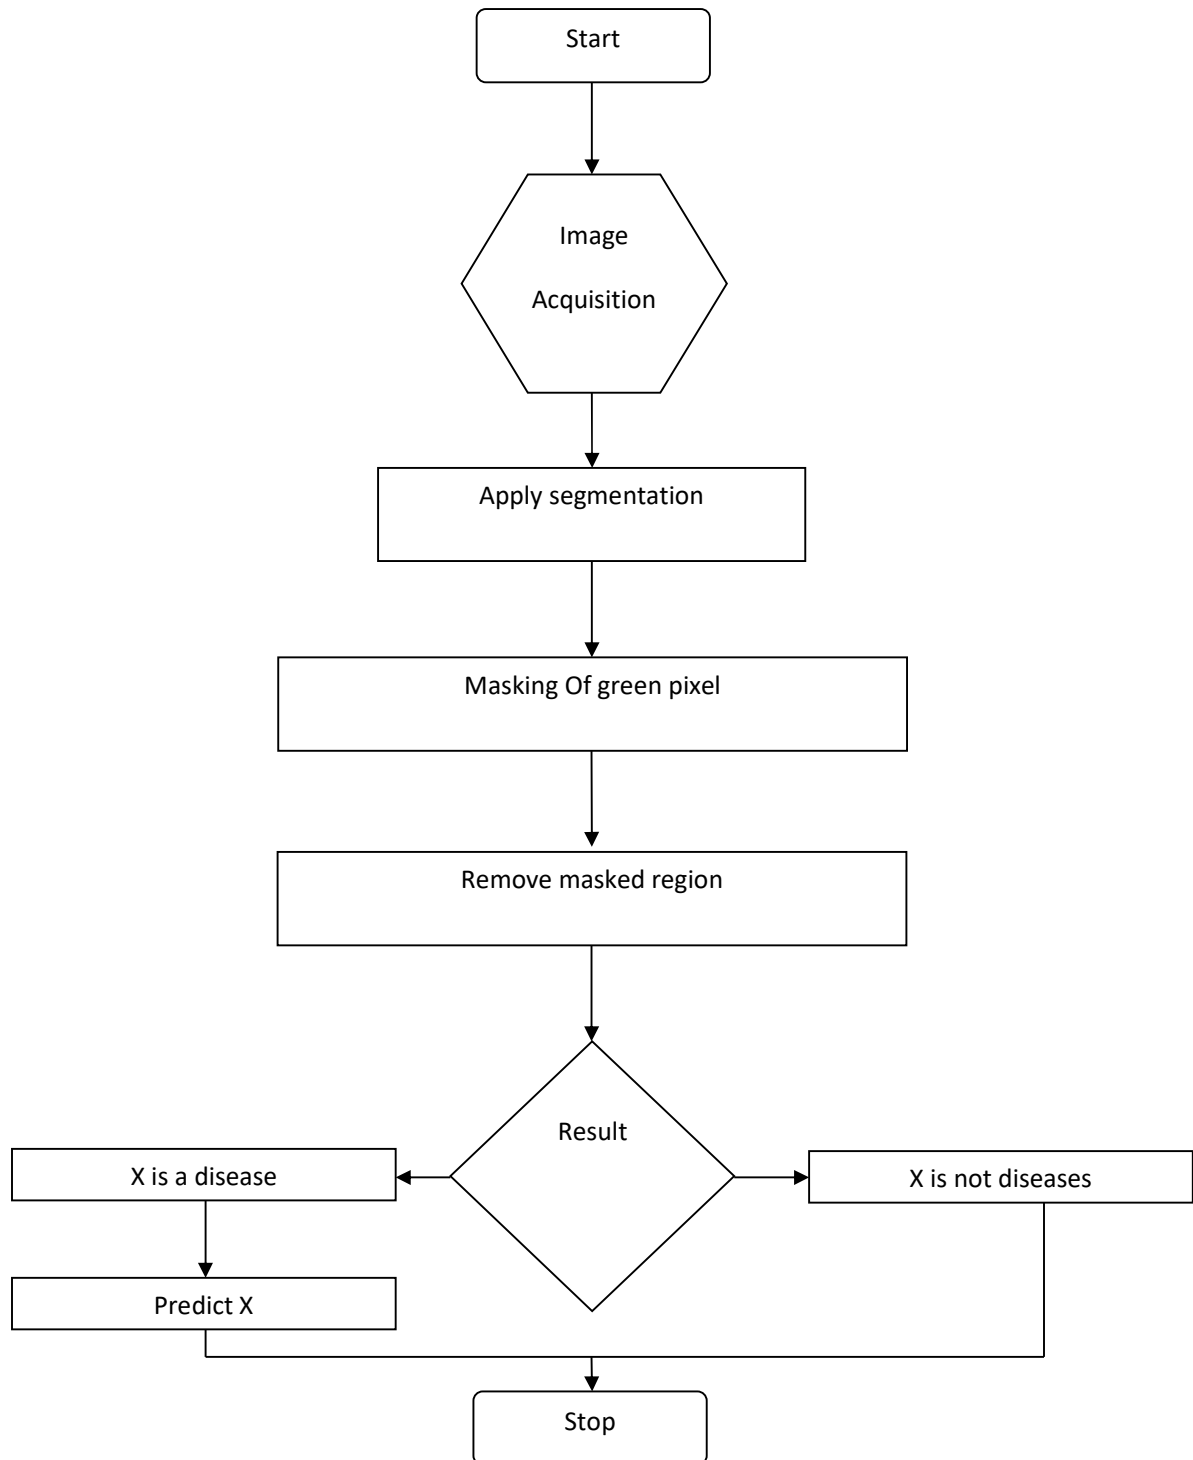 Start
Image
Acquisition
Apply segmentation
Masking Of green pixel
Remove masked region
Result
X is a disease
X is not diseases
Predict X
Stop